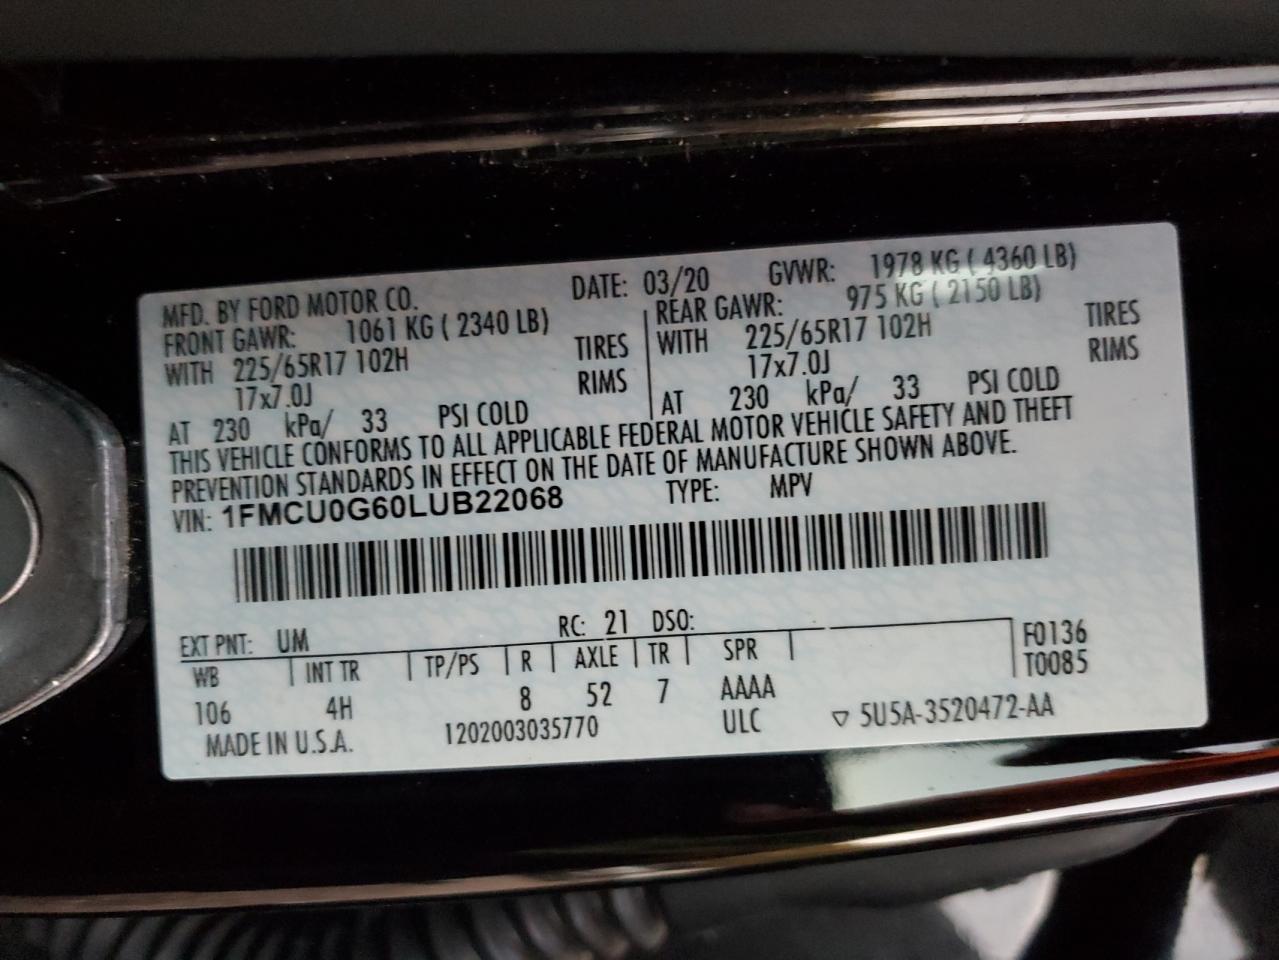 MFD. BY FORD MOTOR CO. DATE: 03/20 GVWR: 1978 KG ( 4360 LB)
FRONT GAWR: 1061 KG ( 2340 LB) REAR GAWR: 975 KG ( 2150 LB)
WITH 225/65R17 102H TIRES WITH 225/65R17 102H TIRES
17x7.0J RIMS 17x7.0J RIMS
AT 230 kPa/ 33 PSI COLD AT 230 kPa/ 33 PSI COLD
THIS VEHICLE CONFORMS TO ALL APPLICABLE FEDERAL MOTOR VEHICLE SAFETY AND THEFT
PREVENTION STANDARDS IN EFFECT ON THE DATE OF MANUFACTURE SHOWN ABOVE.
VIN: 1FMCU0G60LUB22068 TYPE: MPV
EXT PNT: UM RC: 21 DSO:
WB INT TR TP/PS R AXLE TR SPR F0136
106 4H 8 52 7 AAAA T0085
MADE IN U.S.A. 1202003035770 ULC ▽ 5U5A-3520472-AA